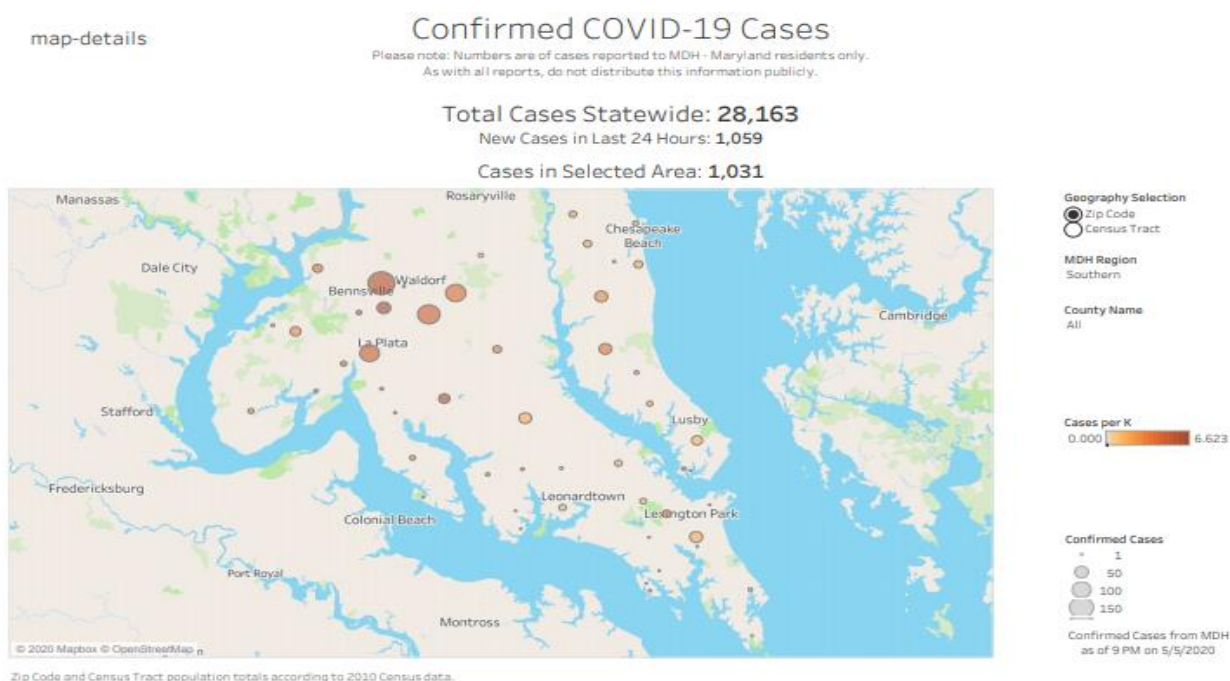 map-details
Confirmed COVID-19 Cases
Please note: Numbers are of cases reported to MDH - Maryland residents only.
As with all reports, do not distribute this information publicly.
Total Cases Statewide: 28,163
New Cases in Last 24 Hours: 1,059
Cases in Selected Area: 1,031
Manassas
Rosaryville
Chesapeake
Beach
Dale City
Waldorf
Bennsville
Cambridge
La Plata
Stafford
Lusby
Fredericksburg
Leonardtown
Colonial Beach
Lexington Park
Port Royal
Montross
© 2020 Mapbox © OpenStreetMap
Geography Selection
Zip Code
Census Tract
MDH Region
Southern
County Name
All
Cases per K
0.000 6.623
Confirmed Cases
1
50
100
150
Confirmed Cases from MDH
as of 9 PM on 5/5/2020
Zip Code and Census Tract population totals according to 2010 Census data.